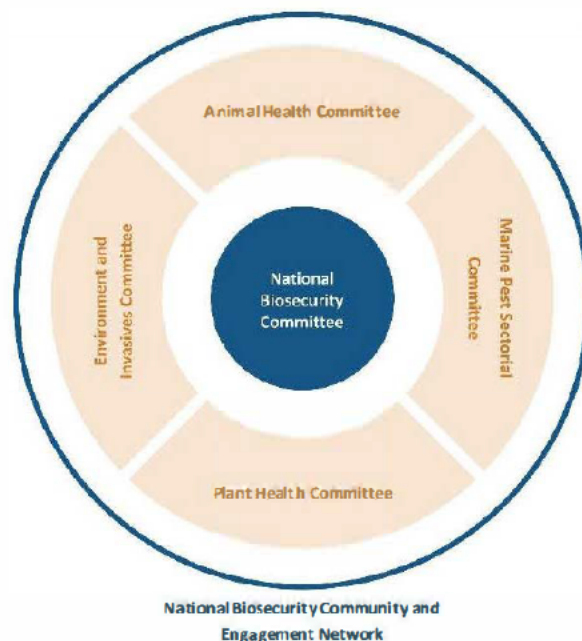 Animal Health Committee
Environment and
Invasives Committee
National
Biosecurity
Committee
Marine Pest Sectorial
Committee
Plant Health Committee
National Biosecurity Community and
Engagement Network